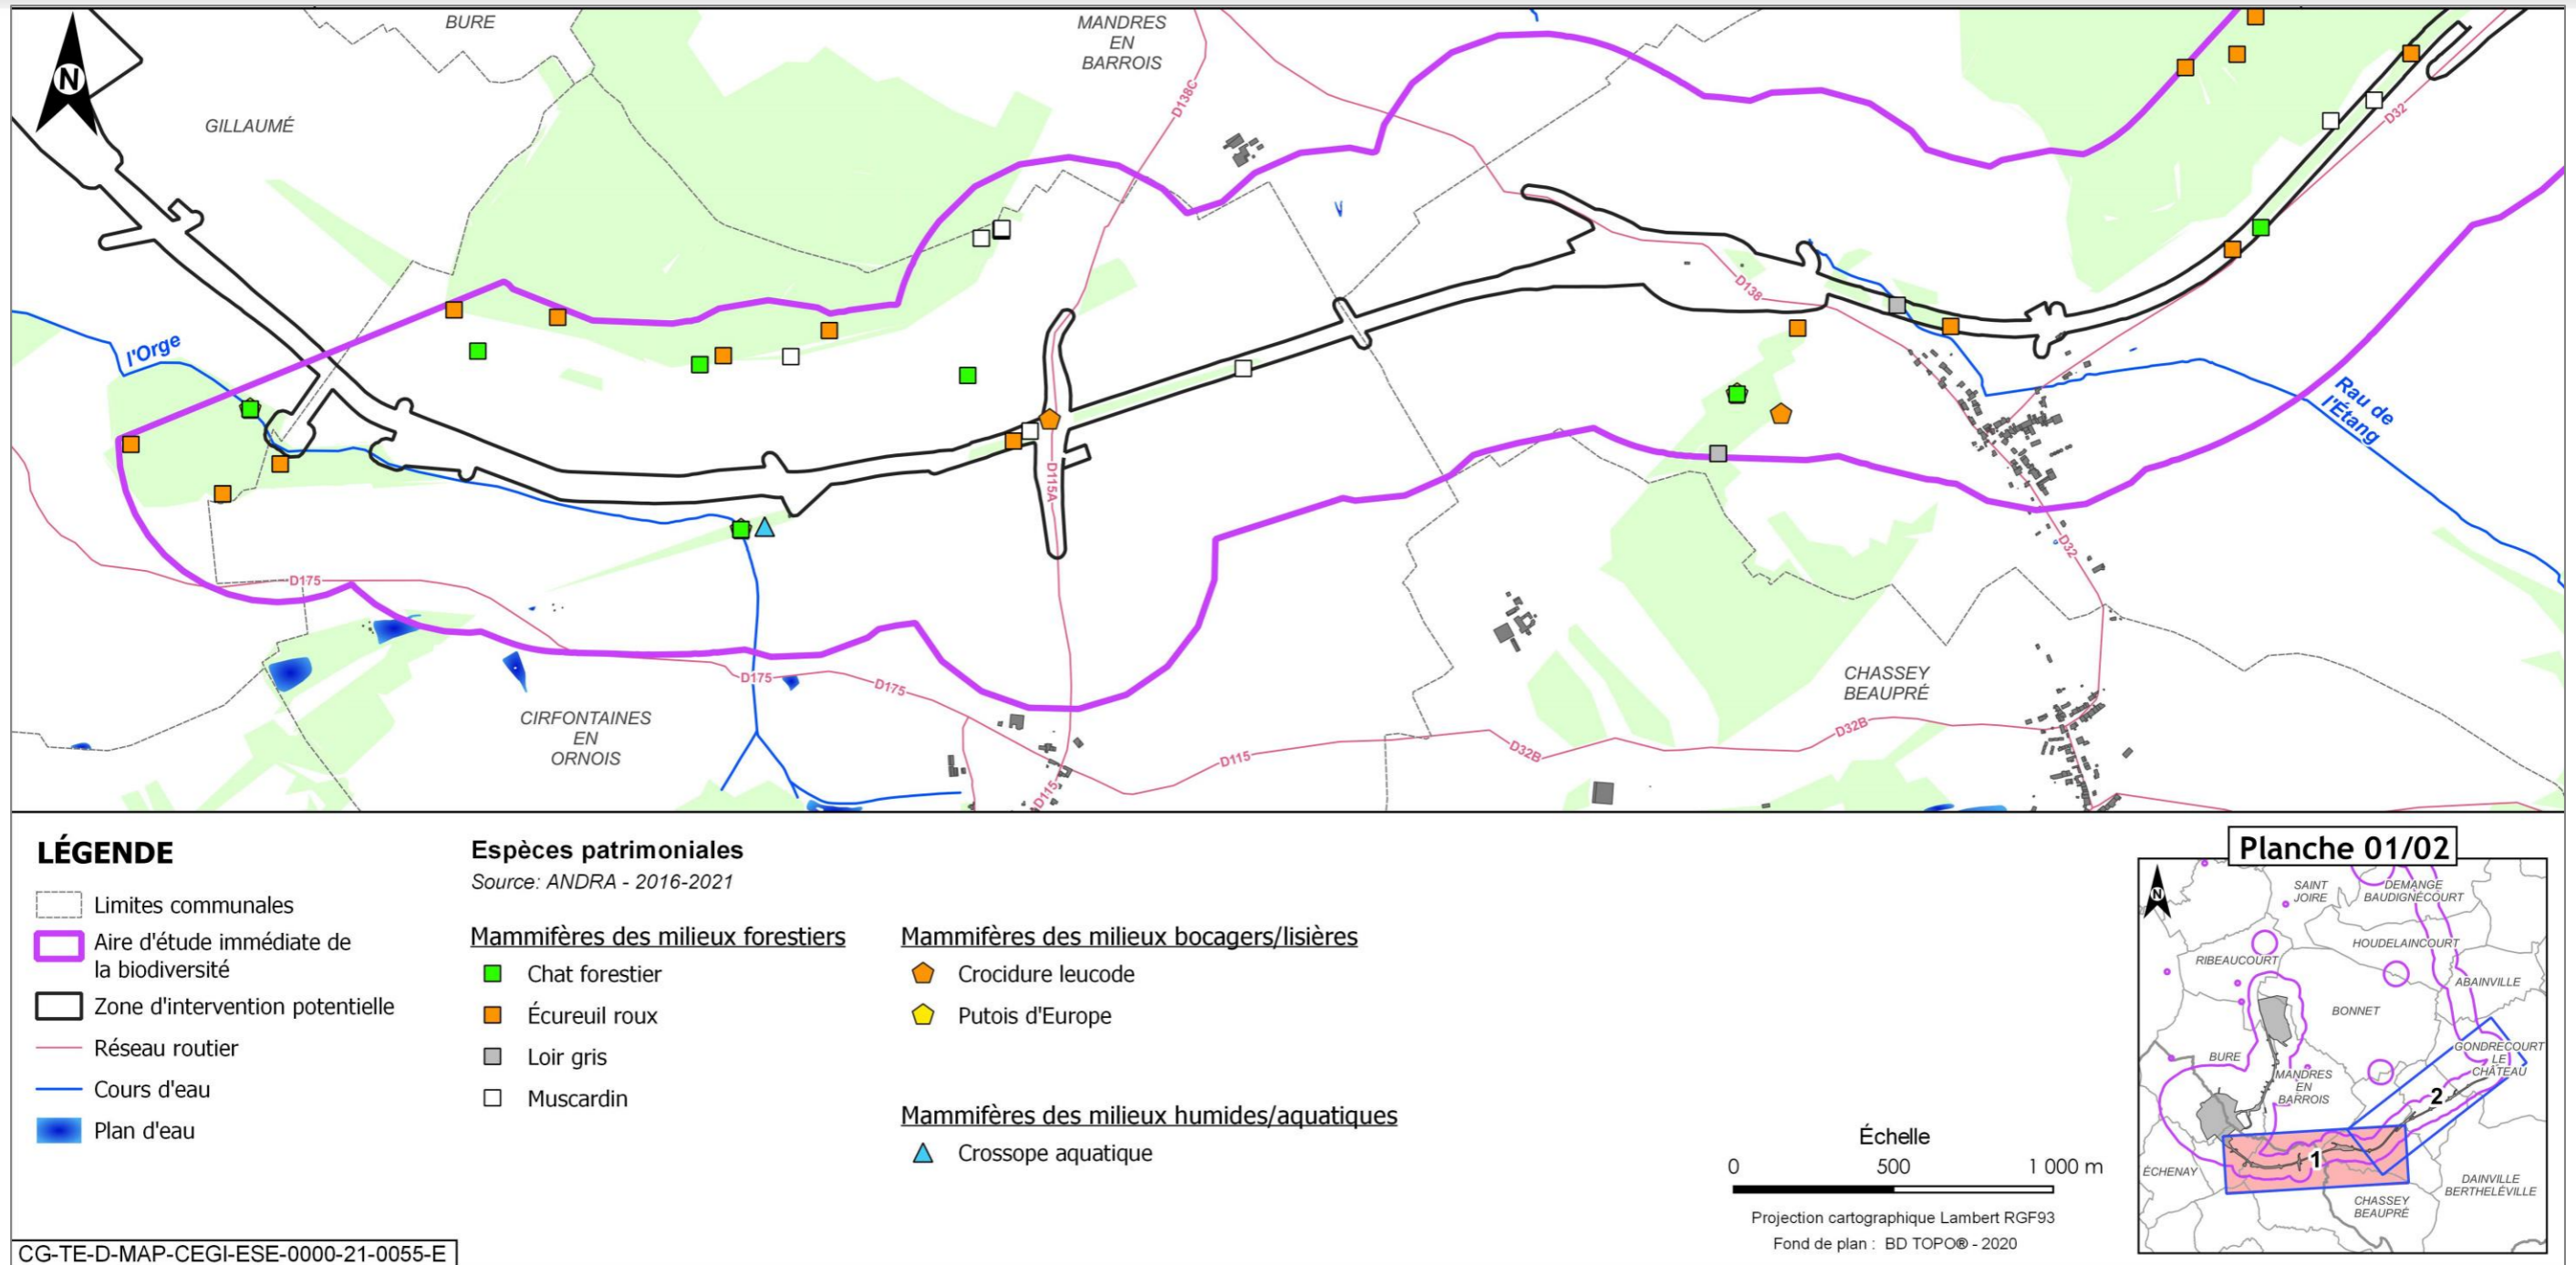 BURE
MANDRES
EN
BARROIS
N
GILLAUMÉ
D138C
D32
l'Orge
D138
Rau de
l'Étang
D115A
D32
D175
D175
D175
CHASSEY
BEAUPRÉ
CIRFONTAINES
EN
ORNOIS
D115
D32B
D32B
D115
LÉGENDE
Limites communales
Aire d'étude immédiate de
la biodiversité
Zone d'intervention potentielle
Réseau routier
Cours d'eau
Plan d'eau
Espèces patrimoniales
Source: ANDRA - 2016-2021
Mammifères des milieux forestiers
Chat forestier
Écureuil roux
Loir gris
Muscardin
Mammifères des milieux bocagers/lisières
Crocidure leucode
Putois d'Europe
Mammifères des milieux humides/aquatiques
Crossope aquatique
Échelle
0 500 1 000 m
Projection cartographique Lambert RGF93
Fond de plan : BD TOPO® - 2020
Planche 01/02
N
SAINT
JOIRE
DEMANGE
BAUDIGNÉCOURT
HOUDELAINCOURT
RIBEAUCOURT
ABAINVILLE
BONNET
GONDRECOURT
LE
CHÂTEAU
BURE
MANDRES
EN
BARROIS
2
1
ÉCHENAY
DAINVILLE
BERTHELÉVILLE
CHASSEY
BEAUPRÉ
CG-TE-D-MAP-CEGI-ESE-0000-21-0055-E